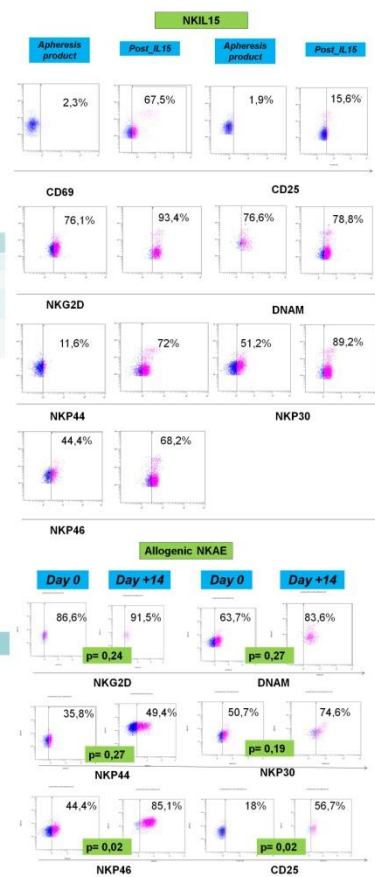 NKIL15
Apheresis product Post_IL15 Apheresis product Post_IL15
2,3% 67,5% 1,9% 15,6%
CD69 CD25
76,1% 93,4% 76,6% 78,8%
NKG2D DNAM
11,6% 72% 51,2% 89,2%
NKP44 NKP30
44,4% 68,2%
NKP46
Allogenic NKAE
Day 0 Day +14 Day 0 Day +14
86,6% 91,5% 63,7% 83,6%
p= 0,24 p= 0,27
NKG2D DNAM
35,8% 49,4% 50,7% 74,6%
p= 0,27 p= 0,19
NKP44 NKP30
44,4% 85,1% 18% 56,7%
p= 0,02 p= 0,02
NKP46 CD25